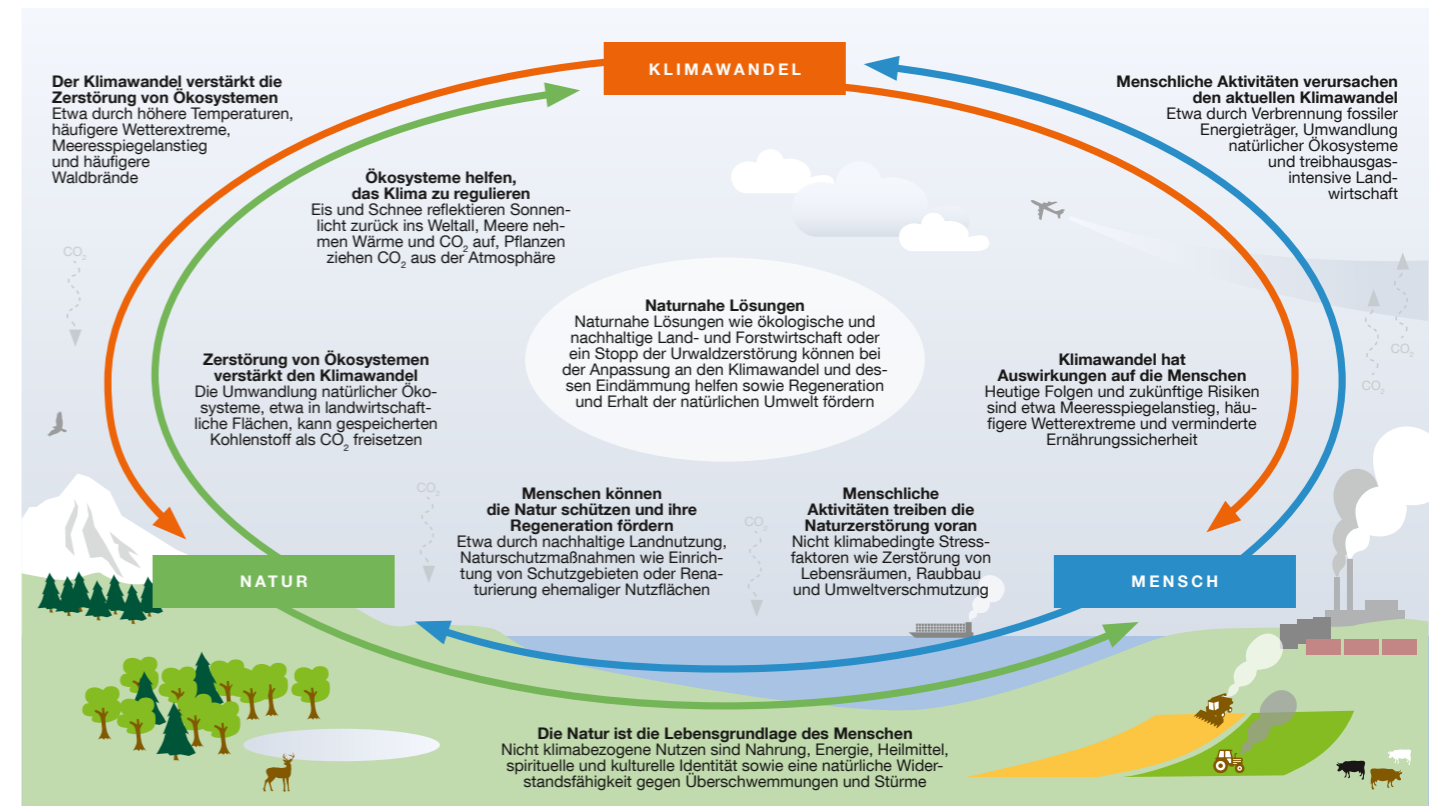 KLIMAWANDEL
Der Klimawandel verstärkt die
Zerstörung von Ökosystemen
Etwa durch höhere Temperaturen,
häufigere Wetterextreme,
Meeresspiegelanstieg
und häufigere
Waldbrände
Menschliche Aktivitäten verursachen
den aktuellen Klimawandel
Etwa durch Verbrennung fossiler
Energieträger, Umwandlung
natürlicher Ökosysteme
und treibhausgas-
intensive Land-
wirtschaft
Ökosysteme helfen,
das Klima zu regulieren
Eis und Schnee reflektieren Sonnen-
licht zurück ins Weltall, Meere neh-
men Wärme und CO₂ auf, Pflanzen
ziehen CO₂ aus der Atmosphäre
CO₂
Naturnahe Lösungen
Naturnahe Lösungen wie ökologische und
nachhaltige Land- und Forstwirtschaft oder
ein Stopp der Urwaldzerstörung können bei
der Anpassung an den Klimawandel und des-
sen Eindämmung helfen sowie Regeneration
und Erhalt der natürlichen Umwelt fördern
Zerstörung von Ökosystemen
verstärkt den Klimawandel
Die Umwandlung natürlicher Öko-
systeme, etwa in landwirtschaft-
liche Flächen, kann gespeicherten
Kohlenstoff als CO₂ freisetzen
Klimawandel hat
Auswirkungen auf die Menschen
Heutige Folgen und zukünftige Risiken
sind etwa Meeresspiegelanstieg, häu-
figere Wetterextreme und verminderte
Ernährungssicherheit
CO₂
CO₂
CO₂
Menschen können
die Natur schützen und ihre
Regeneration fördern
Etwa durch nachhaltige Landnutzung,
Naturschutzmaßnahmen wie Einrich-
tung von Schutzgebieten oder Rena-
turierung ehemaliger Nutzflächen
CO₂
Menschliche
Aktivitäten treiben die
Naturzerstörung voran
Nicht klimabedingte Stress-
faktoren wie Zerstörung von
Lebensräumen, Raubbau
und Umweltverschmutzung
NATUR
MENSCH
Die Natur ist die Lebensgrundlage des Menschen
Nicht klimabezogene Nutzen sind Nahrung, Energie, Heilmittel,
spirituelle und kulturelle Identität sowie eine natürliche Wider-
standsfähigkeit gegen Überschwemmungen und Stürme